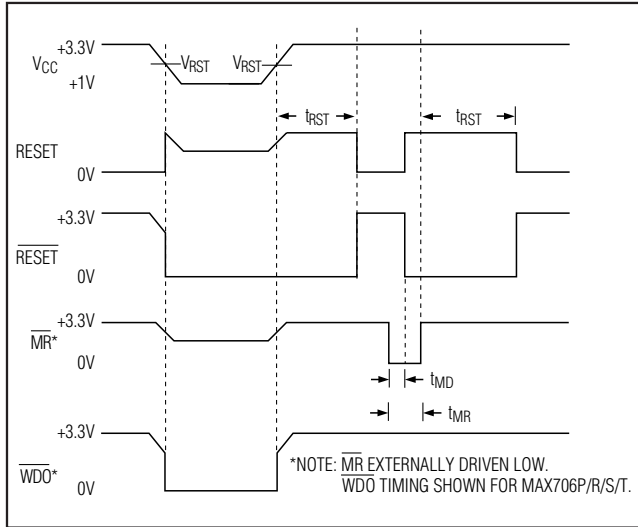 +3.3V
VCC
VRST
VRST
+1V
tRST
tRST
RESET
0V
+3.3V
RESET
0V
+3.3V
MR*
0V
tMD
tMR
+3.3V
WDO*
0V
*NOTE: MR EXTERNALLY DRIVEN LOW.
WDO TIMING SHOWN FOR MAX706P/R/S/T.